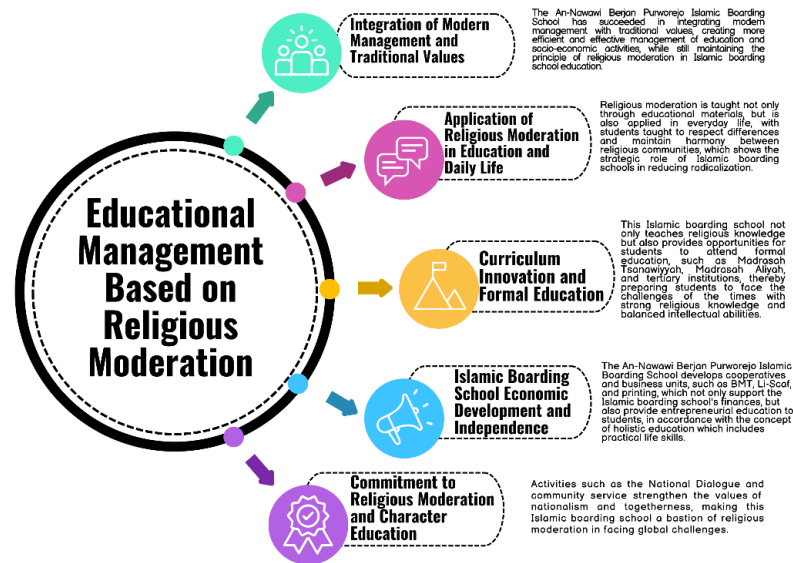 Educational
Management
Based on
Religious
Moderation
Integration of Modern
Management and
Traditional Values
The An-Nawawi Berjan Purworejo Islamic Boarding
School has succeeded in integrating modern
management with traditional values, creating more
efficient and effective management of education and
socio-economic activities, while still maintaining the
principle of religious moderation in Islamic boarding
school education.
Application of
Religious Moderation
in Education and
Daily Life
Religious moderation is taught not only
through educational materials, but is
also applied in everyday life, with
students taught to respect differences
and maintain harmony between
religious communities, which shows the
strategic role of Islamic boarding
schools in reducing radicalization.
Curriculum
Innovation and
Formal Education
This Islamic boarding school not
only teaches religious knowledge
but also provides opportunities for
students to attend formal
education, such as Madrasah
Tsanawiyyah, Madrasah Aliyah,
and tertiary institutions, thereby
preparing students to face the
challenges of the times with
strong religious knowledge and
balanced intellectual abilities.
Islamic Boarding
School Economic
Development and
Independence
The An-Nawawi Berjan Purworejo Islamic
Boarding School develops cooperatives
and business units, such as BMT, Li-Scaf,
and printing, which not only support the
Islamic boarding school's finances, but
also provide entrepreneurial education to
students, in accordance with the concept
of holistic education which includes
practical life skills.
Commitment to
Religious Moderation
and Character
Education
Activities such as the National Dialogue and
community service strengthen the values of
nationalism and togetherness, making this
Islamic boarding school a bastion of religious
moderation in facing global challenges.